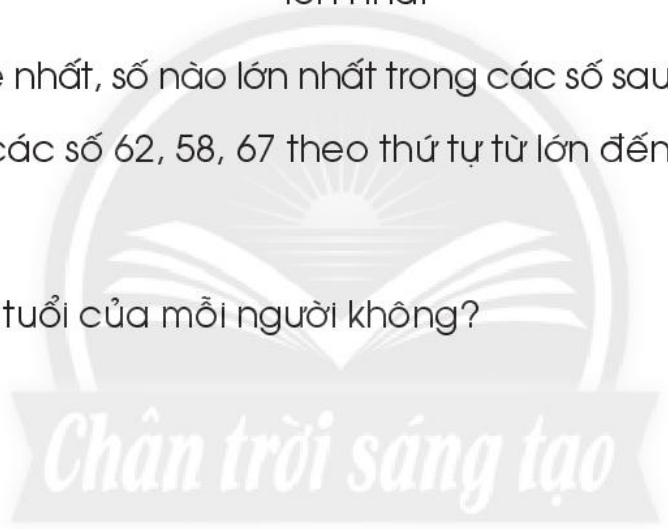 nhất, số nào lớn nhất trong các số sau
các số 62, 58, 67 theo thứ tự từ lớn đến
tuổi của mỗi người không?
Chân trời sáng tạo